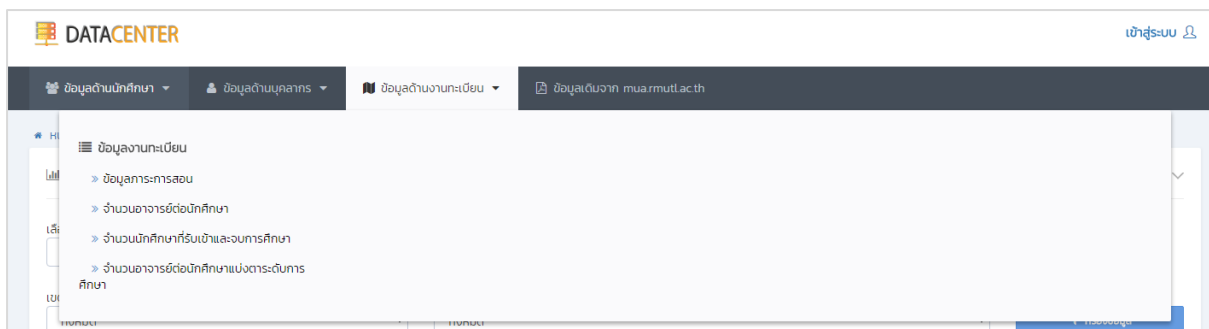 DATACENTER
เข้าสู่ระบบ
ข้อมูลด้านนักศึกษา
ข้อมูลด้านบุคลากร
ข้อมูลด้านงานทะเบียน
ข้อมูลเดิมจาก mua.rmutl.ac.th
ข้อมูลงานทะเบียน
» ข้อมูลภาระการสอน
» จำนวนอาจารย์ต่อนักศึกษา
» จำนวนนักศึกษาที่รับเข้าและจบการศึกษา
» จำนวนอาจารย์ต่อนักศึกษาแบ่งตาระดับการ
ศึกษา